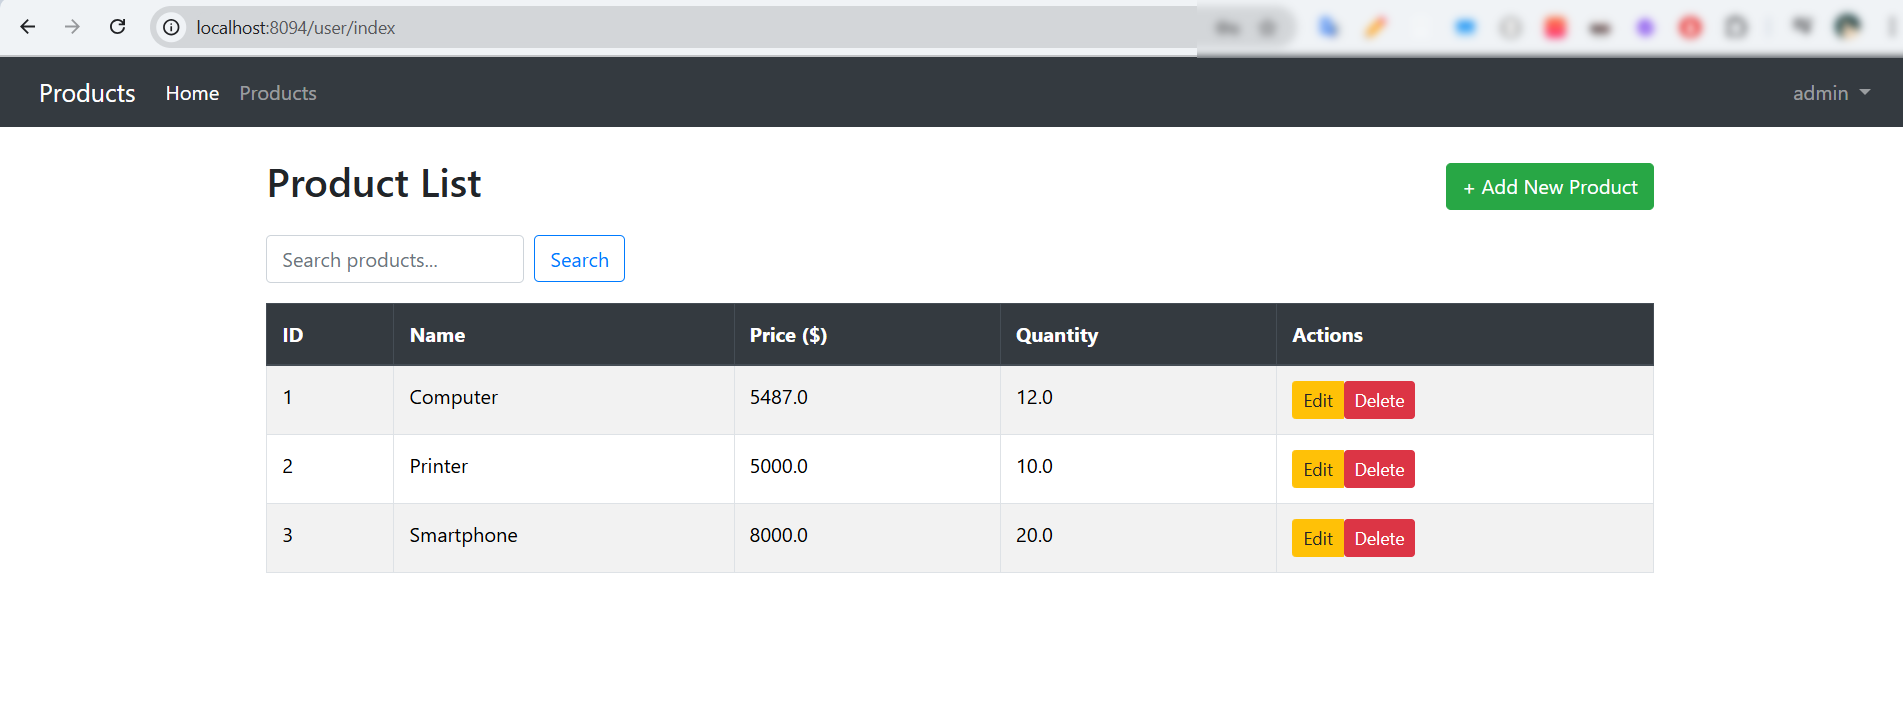 localhost:8094/user/index
Products Home Products admin
Product List + Add New Product
Search products... Search
ID Name Price ($) Quantity Actions
1 Computer 5487.0 12.0 Edit Delete
2 Printer 5000.0 10.0 Edit Delete
3 Smartphone 8000.0 20.0 Edit Delete